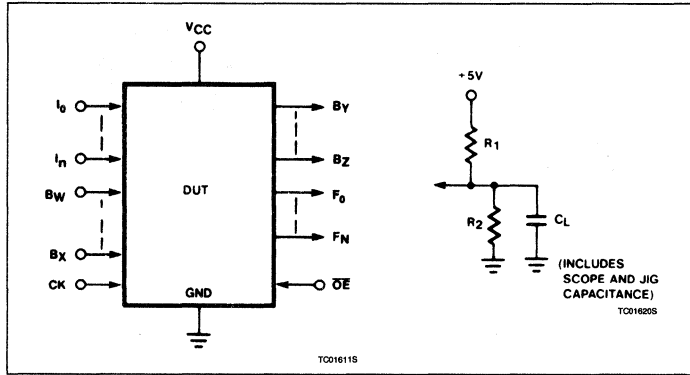 VCC
I0
In
BW
BX
CK
DUT
GND
BY
BZ
F0
FN
OE
TC01611S
+5V
R1
R2
CL
(INCLUDES
SCOPE AND JIG
CAPACITANCE)
TC01620S